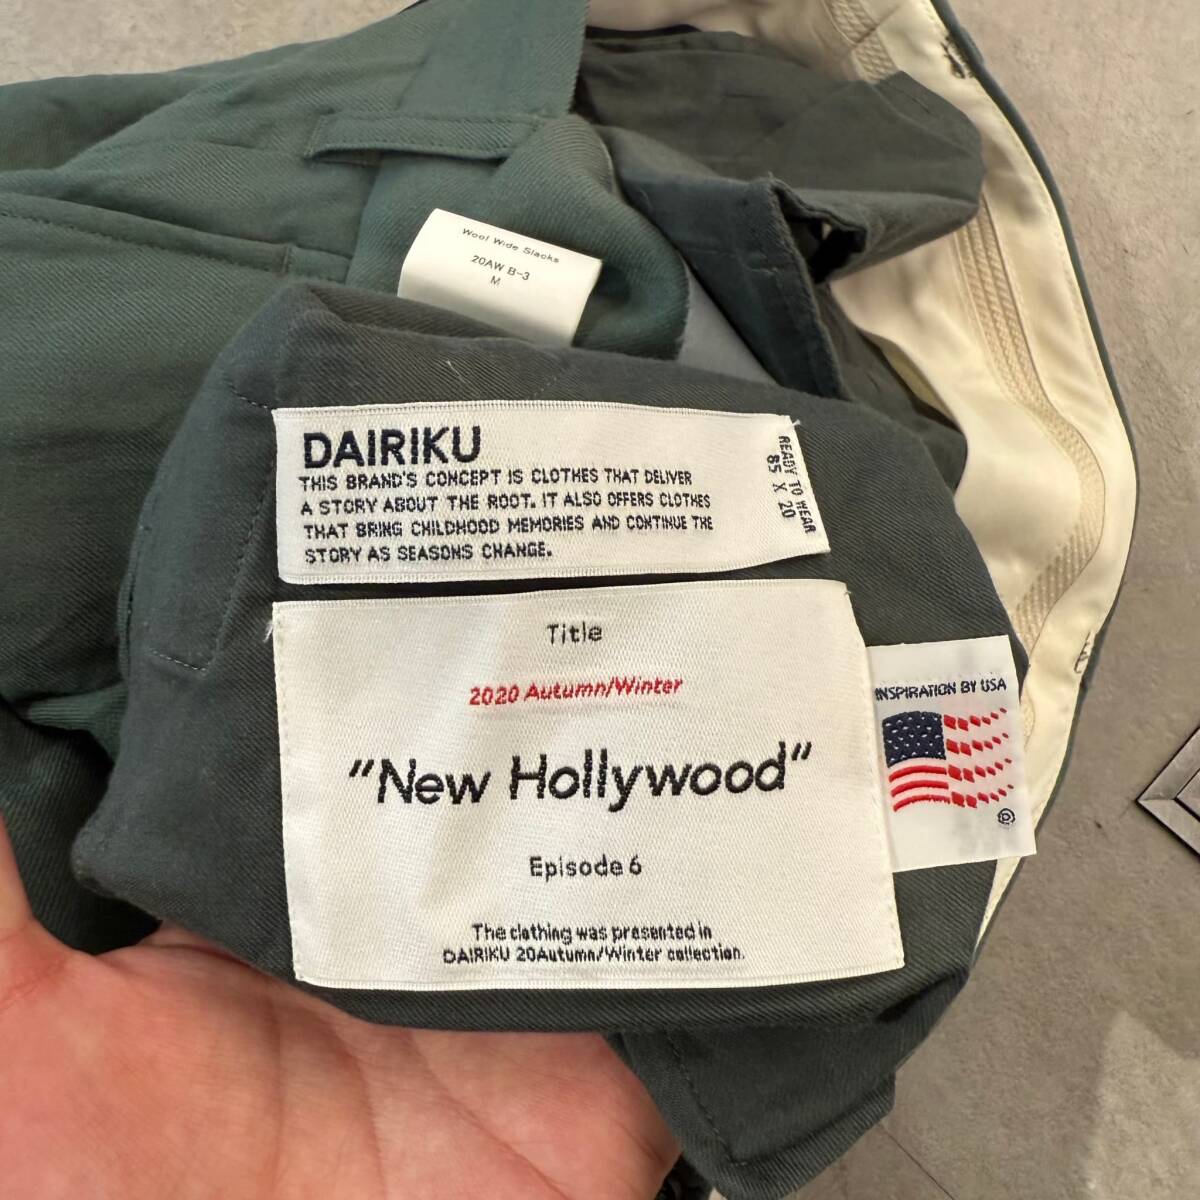 Wool Wide Slacks
20AW B-3
M
DAIRIKU
THIS BRAND'S CONCEPT IS CLOTHES THAT DELIVER
A STORY ABOUT THE ROOT. IT ALSO OFFERS CLOTHES
THAT BRING CHILDHOOD MEMORIES AND CONTINUE THE
STORY AS SEASONS CHANGE.
READY TO WEAR
85 X 20
Title
2020 Autumn/Winter
"New Hollywood"
Episode 6
The clothing was presented in
DAIRIKU 20Autumn/Winter collection.
INSPIRATION BY USA